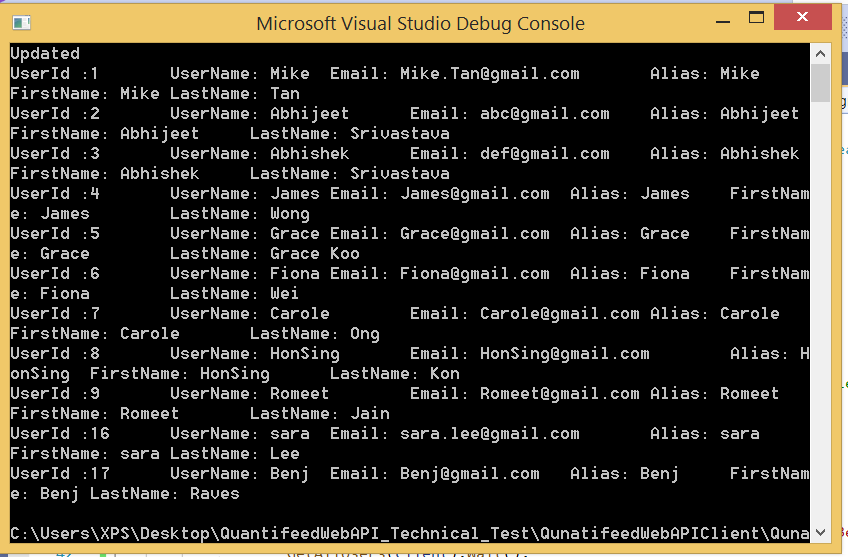 Microsoft Visual Studio Debug Console
Updated
UserId :1 UserName: Mike Email: Mike.Tan@gmail.com Alias: Mike
FirstName: Mike LastName: Tan
UserId :2 UserName: Abhijeet Email: abc@gmail.com Alias: Abhijeet
FirstName: Abhijeet LastName: Srivastava
UserId :3 UserName: Abhishek Email: def@gmail.com Alias: Abhishek
FirstName: Abhishek LastName: Srivastava
UserId :4 UserName: James Email: James@gmail.com Alias: James FirstNam
e: James LastName: Wong
UserId :5 UserName: Grace Email: Grace@gmail.com Alias: Grace FirstNam
e: Grace LastName: Grace Koo
UserId :6 UserName: Fiona Email: Fiona@gmail.com Alias: Fiona FirstNam
e: Fiona LastName: Wei
UserId :7 UserName: Carole Email: Carole@gmail.com Alias: Carole
FirstName: Carole LastName: Ong
UserId :8 UserName: HonSing Email: HonSing@gmail.com Alias: H
onSing FirstName: HonSing LastName: Kon
UserId :9 UserName: Romeet Email: Romeet@gmail.com Alias: Romeet
FirstName: Romeet LastName: Jain
UserId :16 UserName: sara Email: sara.lee@gmail.com Alias: sara
FirstName: sara LastName: Lee
UserId :17 UserName: Benj Email: Benj@gmail.com Alias: Benj FirstNam
e: Benj LastName: Raves
C:\Users\XPS\Desktop\QuantifeedWebAPI_Technical_Test\QunatifeedWebAPIClient\Quna